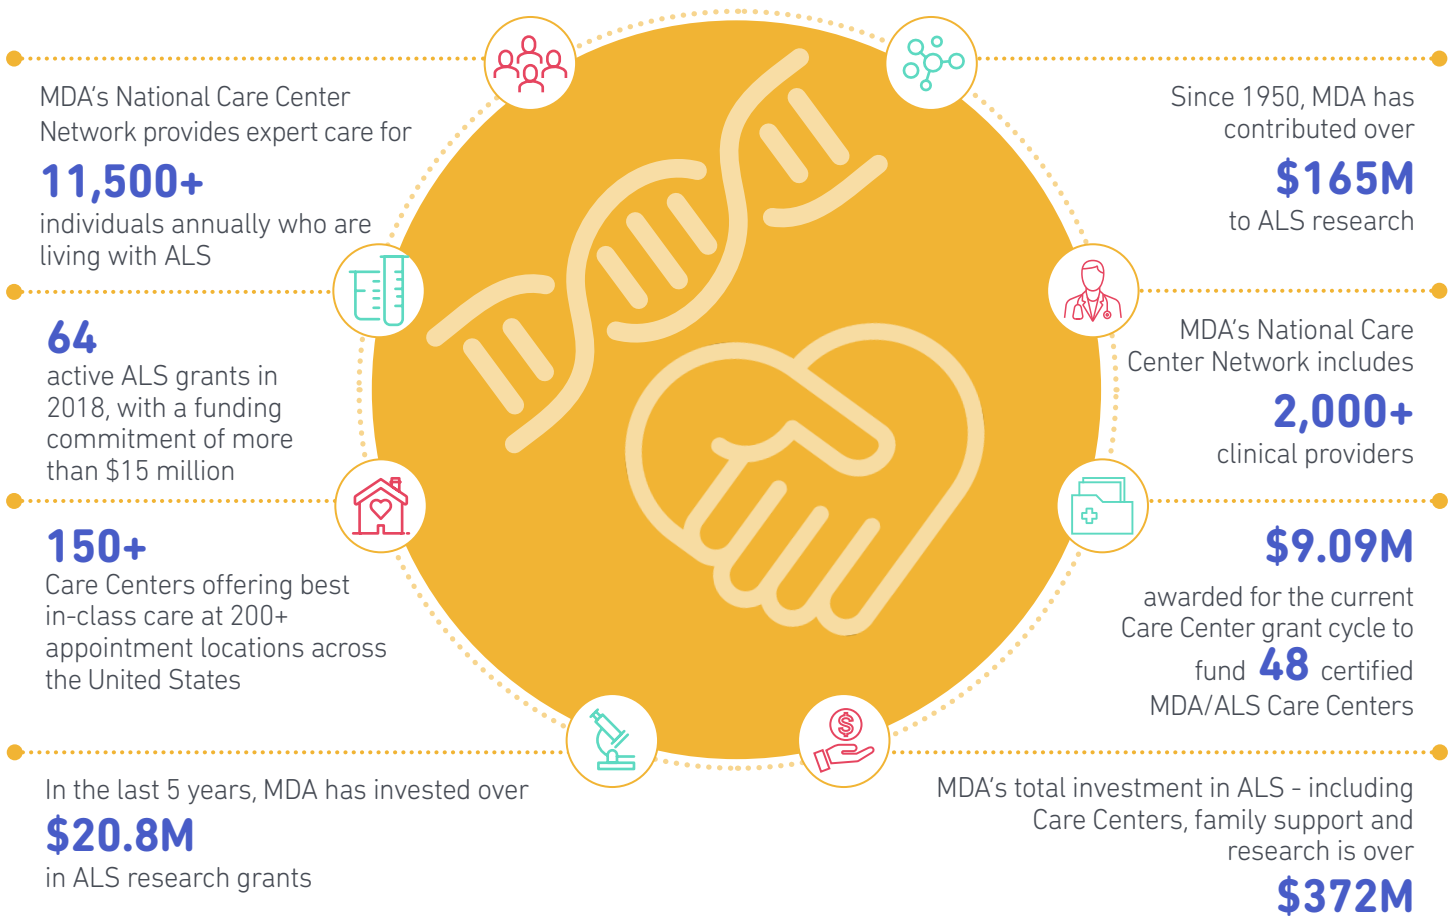 MDA's National Care Center
Network provides expert care for
11,500+
individuals annually who are
living with ALS
64
active ALS grants in
2018, with a funding
commitment of more
than $15 million
150+
Care Centers offering best
in-class care at 200+
appointment locations across
the United States
In the last 5 years, MDA has invested over
$20.8M
in ALS research grants
Since 1950, MDA has
contributed over
$165M
to ALS research
MDA's National Care
Center Network includes
2,000+
clinical providers
$9.09M
awarded for the current
Care Center grant cycle to
fund 48 certified
MDA/ALS Care Centers
$
MDA's total investment in ALS - including
Care Centers, family support and
research is over
$372M